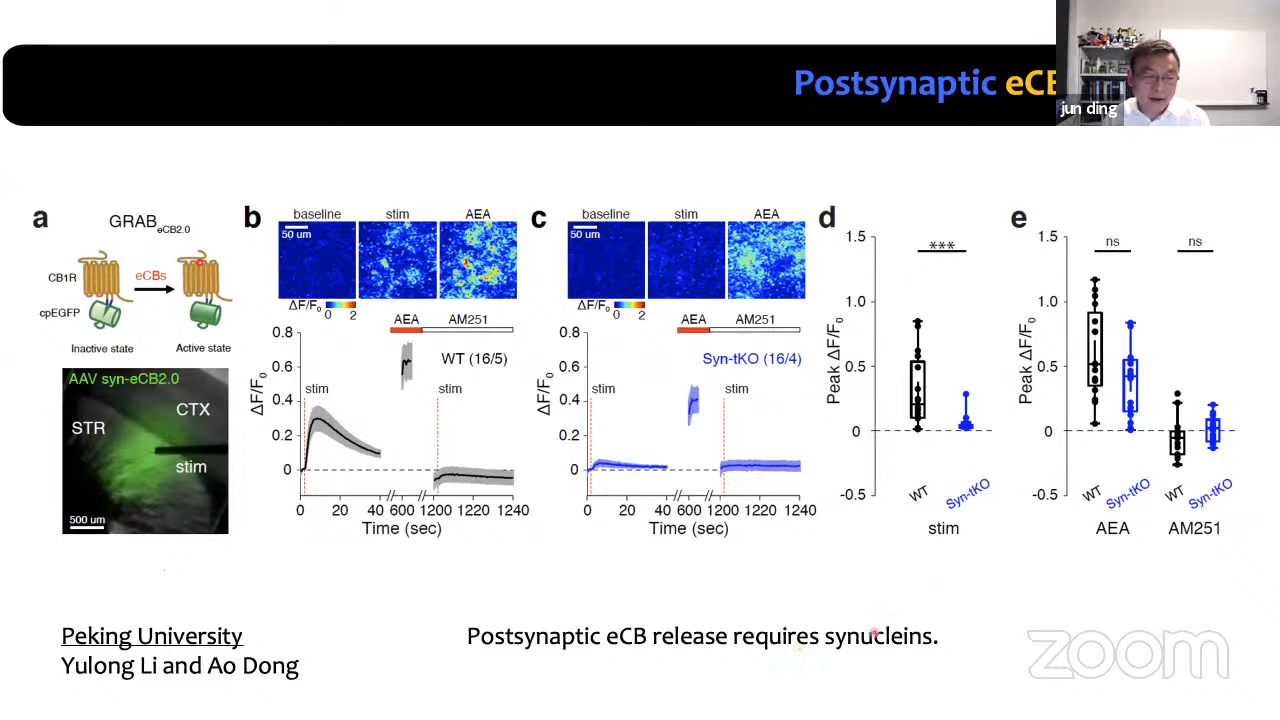 Postsynaptic eCB
jun ding
a
GRAB eCB2.0
CB1R
eCBs
cpEGFP
Inactive state
Active state
AAV syn-eCB2.0
CTX
STR
stim
500 um
b
baseline
stim
AEA
50 um
ΔF/F0
0
2
AEA
AM251
0.8
WT (16/5)
0.6
stim
stim
0.4
ΔF/F0
0.2
0
0 20 40 600 1200 1220 1240
Time (sec)
c
baseline
stim
AEA
50 um
ΔF/F0
0
2
AEA
AM251
0.8
Syn-tKO (16/4)
0.6
stim
stim
0.4
ΔF/F0
0.2
0
0 20 40 600 1200 1220 1240
Time (sec)
d
1.5
***
1.0
Peak ΔF/F0
0.5
0
-0.5
WT
Syn-tKO
stim
e
1.5
ns
ns
1.0
Peak ΔF/F0
0.5
0
-0.5
WT
Syn-tKO
WT
Syn-tKO
AEA
AM251
Peking University
Yulong Li and Ao Dong
Postsynaptic eCB release requires synucleins.
zoom